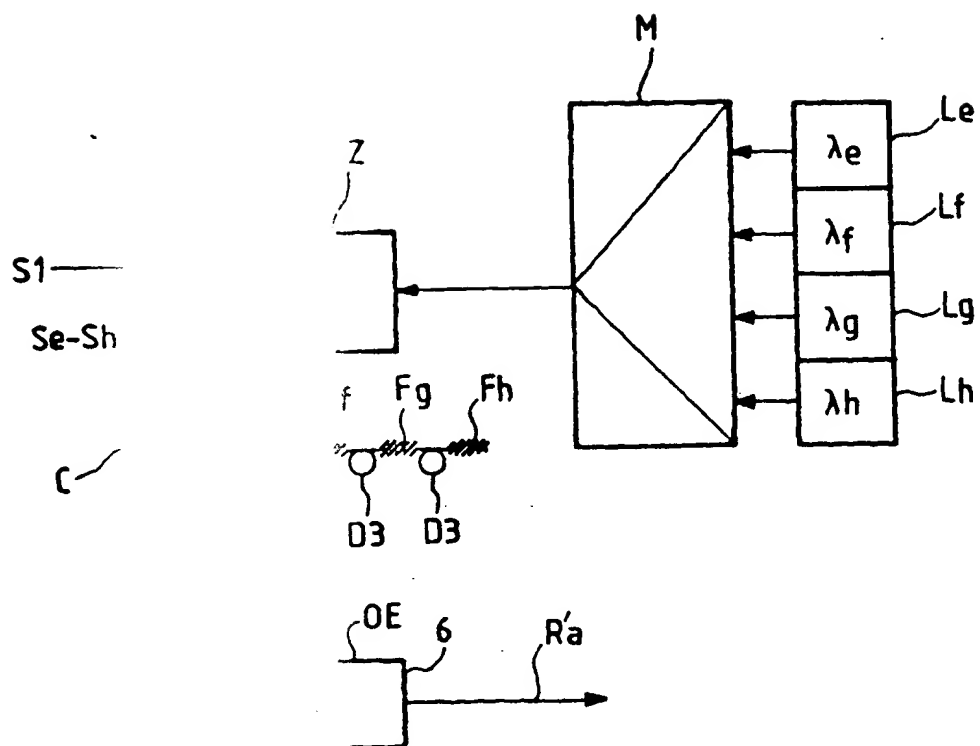 M
Le
λe
Z
Lf
λf
S1
Lg
λg
Se-Sh
Lh
λh
f Fg Fh
C
D3 D3
OE 6 R'a